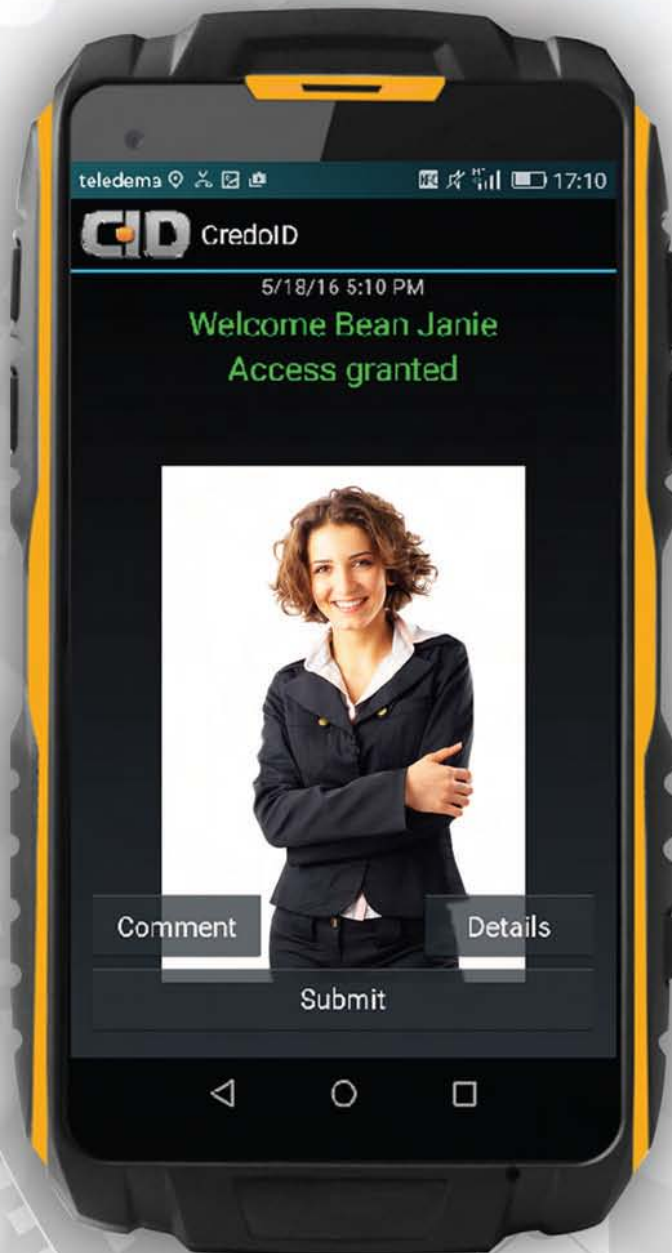 teledema 17:10
CID CredoID
5/18/16 5:10 PM
Welcome Bean Janie
Access granted
Comment Details
Submit